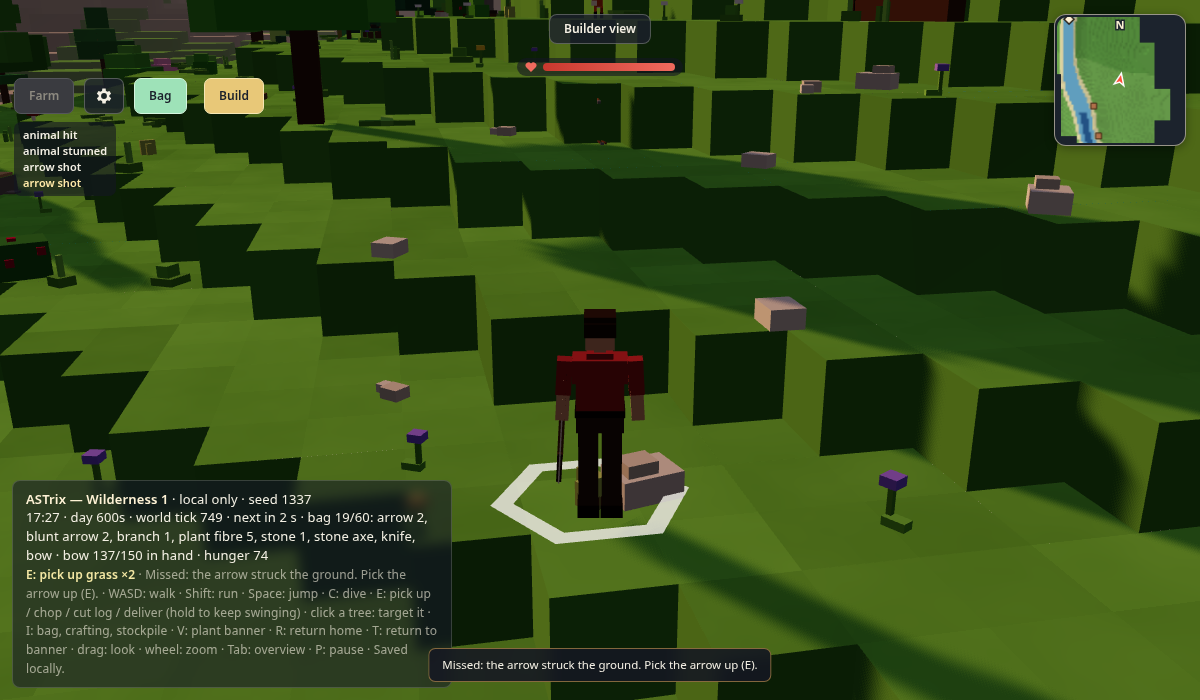 Builder view
N
Farm
Bag
Build
animal hit
animal stunned
arrow shot
arrow shot
ASTrix — Wilderness 1 · local only · seed 1337
17:27 · day 600s · world tick 749 · next in 2 s · bag 19/60: arrow 2,
blunt arrow 2, branch 1, plant fibre 5, stone 1, stone axe, knife,
bow · bow 137/150 in hand · hunger 74
E: pick up grass ×2 · Missed: the arrow struck the ground. Pick the
arrow up (E). · WASD: walk · Shift: run · Space: jump · C: dive · E: pick up
/ chop / cut log / deliver (hold to keep swinging) · click a tree: target it ·
I: bag, crafting, stockpile · V: plant banner · R: return home · T: return to
banner · drag: look · wheel: zoom · Tab: overview · P: pause · Saved
locally.
Missed: the arrow struck the ground. Pick the arrow up (E).